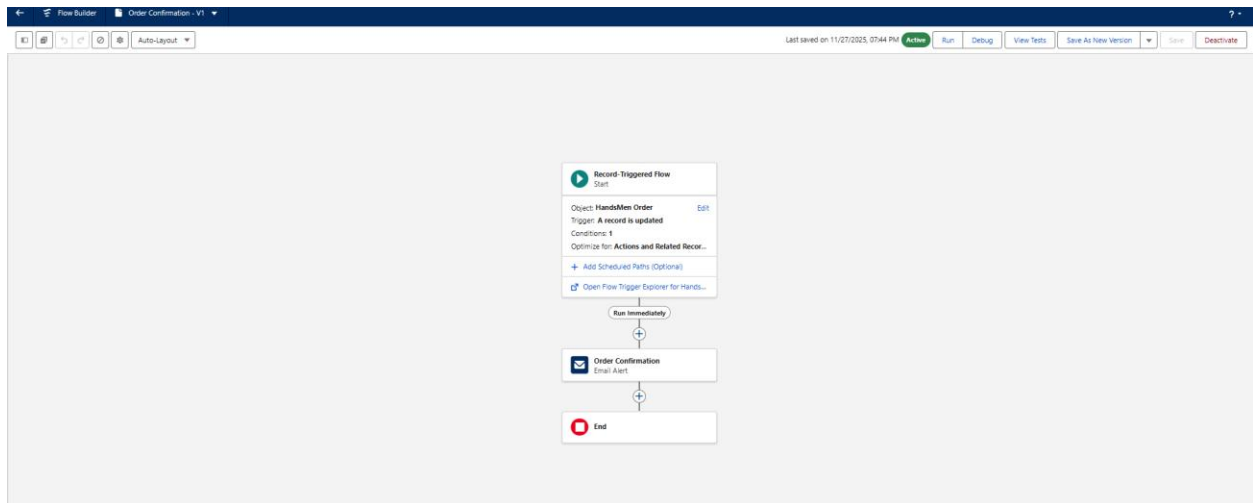 Flow Builder Order Confirmation - V1 ?
Auto-Layout Last saved on 11/27/2025, 07:44 PM Active Run Debug View Tests Save As New Version Save Deactivate
Record-Triggered Flow
Start
Object: HandsMen Order Edit
Trigger: A record is updated
Conditions: 1
Optimize for: Actions and Related Recor...
+ Add Scheduled Paths (Optional)
Open Flow Trigger Explorer for Hands...
Run Immediately
Order Confirmation
Email Alert
End